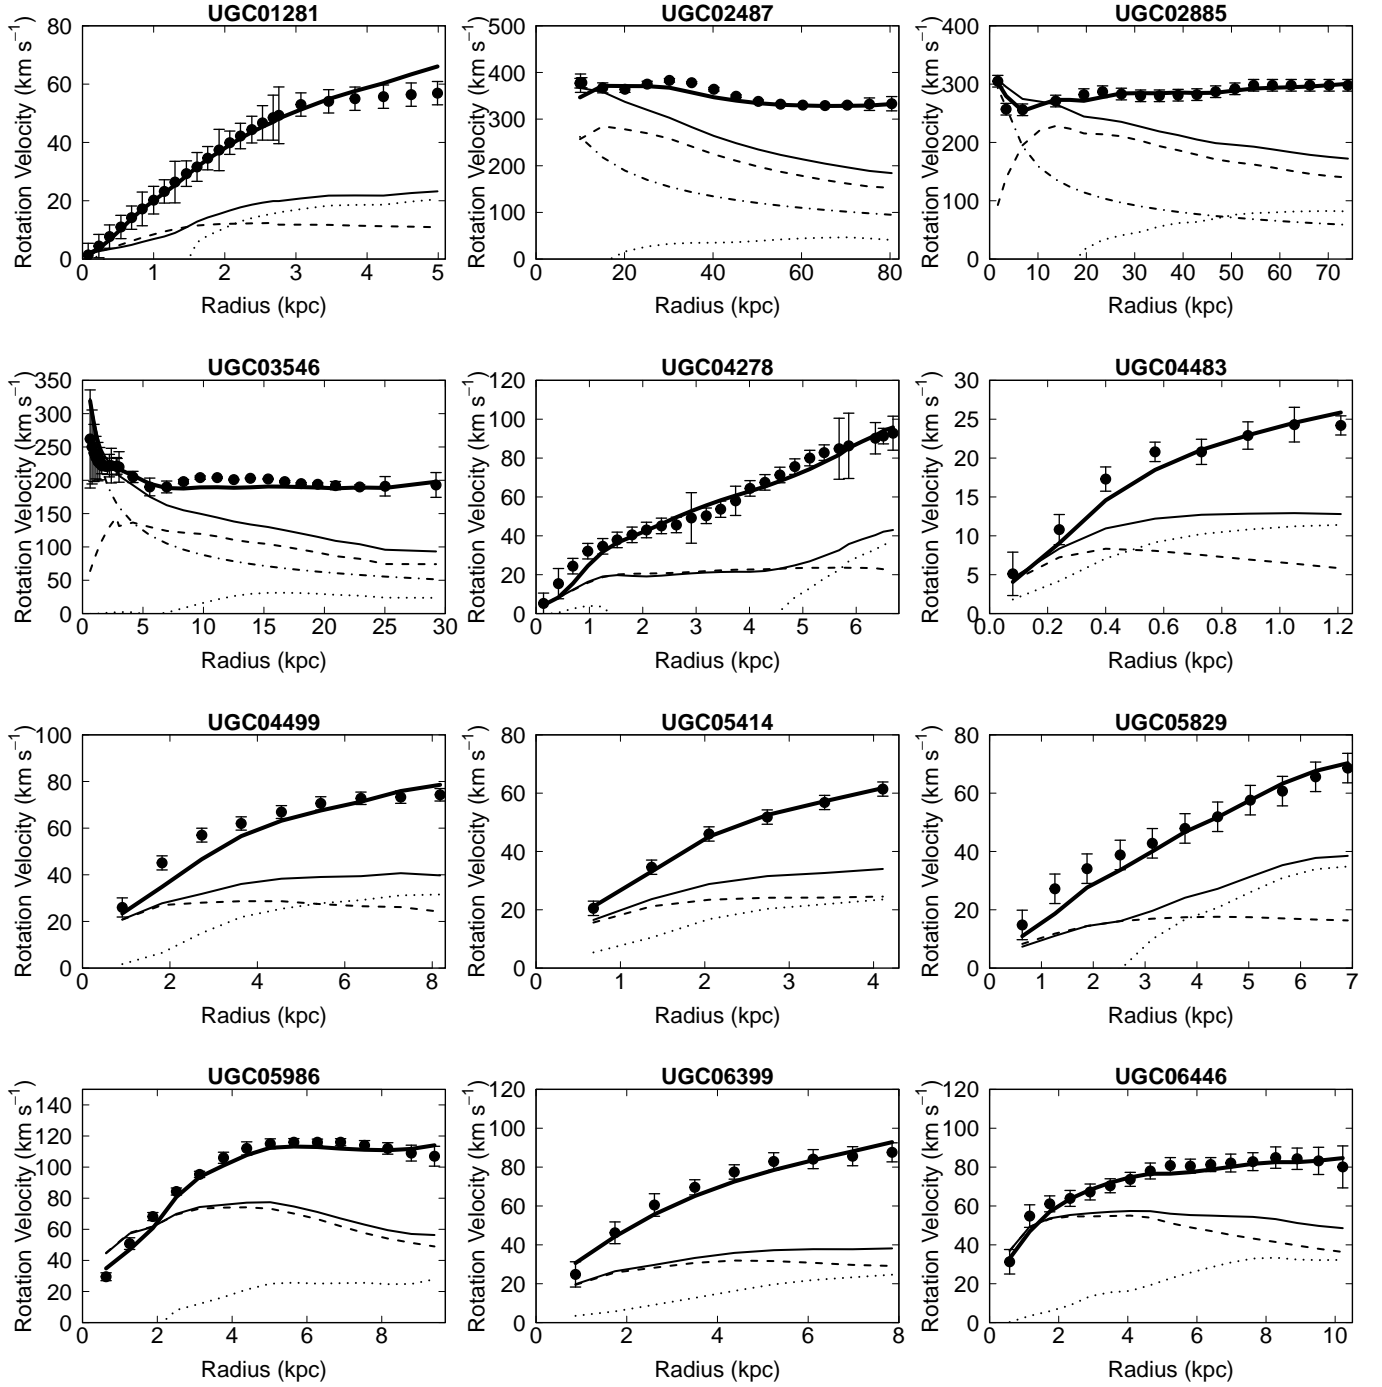 UGC01281
Rotation Velocity (km s−1)
0 20 40 60 80
0 1 2 3 4 5
Radius (kpc)
UGC02487
Rotation Velocity (km s−1)
0 100 200 300 400 500
0 20 40 60 80
Radius (kpc)
UGC02885
Rotation Velocity (km s−1)
0 100 200 300 400
0 10 20 30 40 50 60 70
Radius (kpc)
UGC03546
Rotation Velocity (km s−1)
0 50 100 150 200 250 300 350
0 5 10 15 20 25 30
Radius (kpc)
UGC04278
Rotation Velocity (km s−1)
0 20 40 60 80 100 120
0 1 2 3 4 5 6
Radius (kpc)
UGC04483
Rotation Velocity (km s−1)
0 5 10 15 20 25 30
0.0 0.2 0.4 0.6 0.8 1.0 1.2
Radius (kpc)
UGC04499
Rotation Velocity (km s−1)
0 20 40 60 80 100
0 2 4 6 8
Radius (kpc)
UGC05414
Rotation Velocity (km s−1)
0 20 40 60 80
0 1 2 3 4
Radius (kpc)
UGC05829
Rotation Velocity (km s−1)
0 20 40 60 80
0 1 2 3 4 5 6 7
Radius (kpc)
UGC05986
Rotation Velocity (km s−1)
0 20 40 60 80 100 120 140
0 2 4 6 8
Radius (kpc)
UGC06399
Rotation Velocity (km s−1)
0 20 40 60 80 100 120
0 2 4 6 8
Radius (kpc)
UGC06446
Rotation Velocity (km s−1)
0 20 40 60 80 100 120
0 2 4 6 8 10
Radius (kpc)